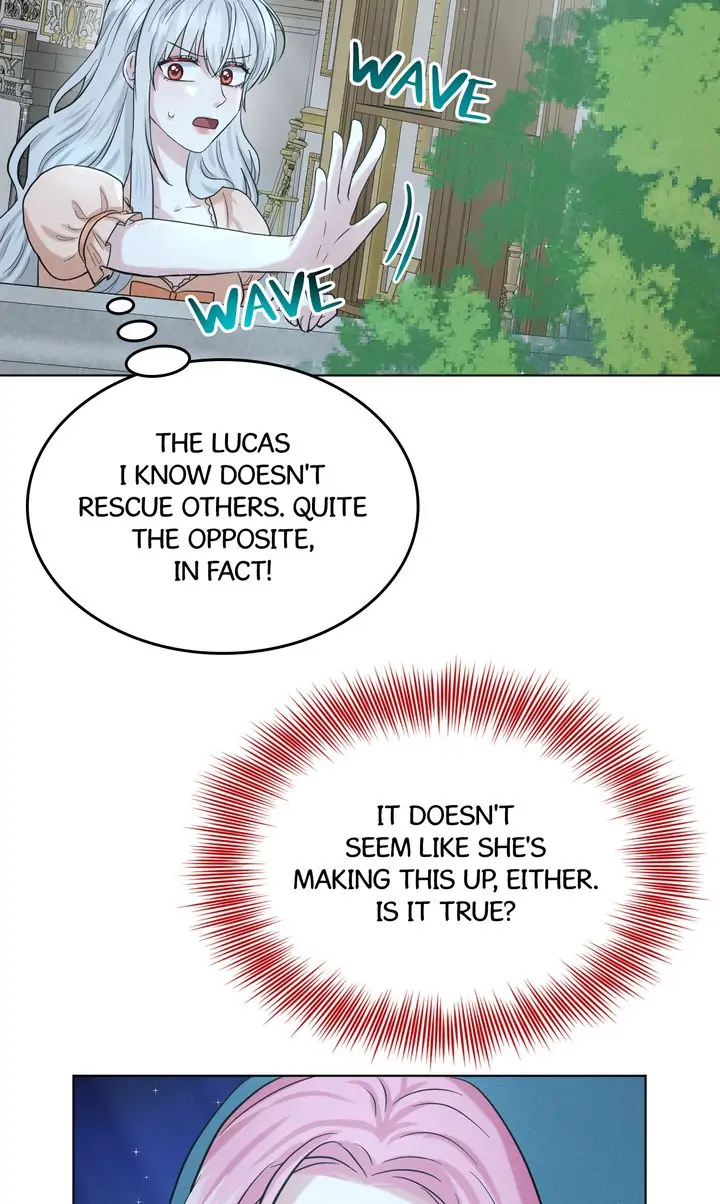 WAVE
WAVE
THE LUCAS
I KNOW DOESN'T
RESCUE OTHERS. QUITE
THE OPPOSITE,
IN FACT!
IT DOESN'T
SEEM LIKE SHE'S
MAKING THIS UP, EITHER.
IS IT TRUE?